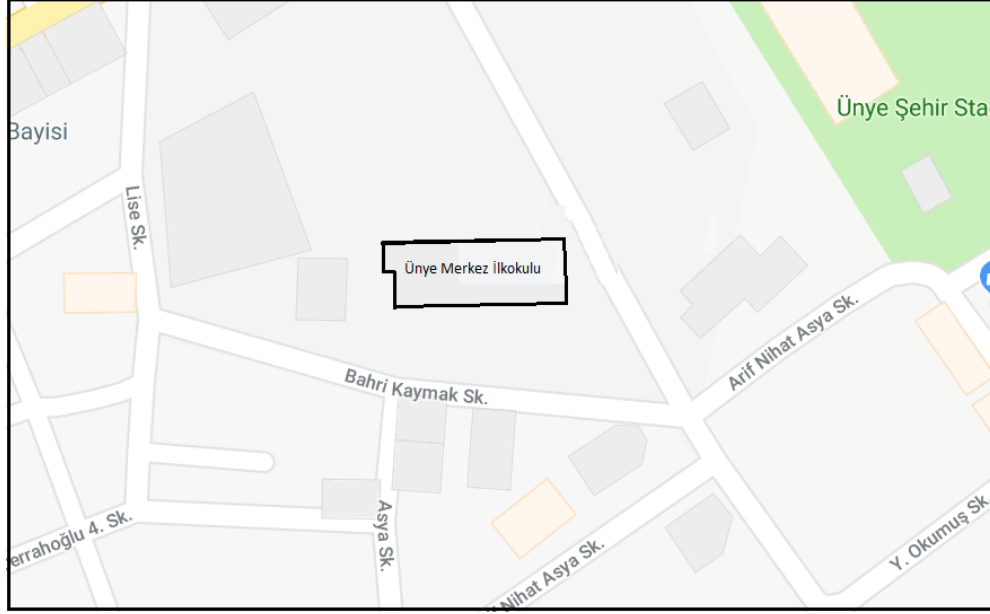 Ünye Şehir Sta
Bayisi
Lise Sk.
Ünye Merkez İlkokulu
Arif Nihat Asya Sk.
Bahri Kaymak Sk.
Asya Sk.
errahoğlu 4. Sk.
Y. Okumuş Sk
Nihat Asya Sk.